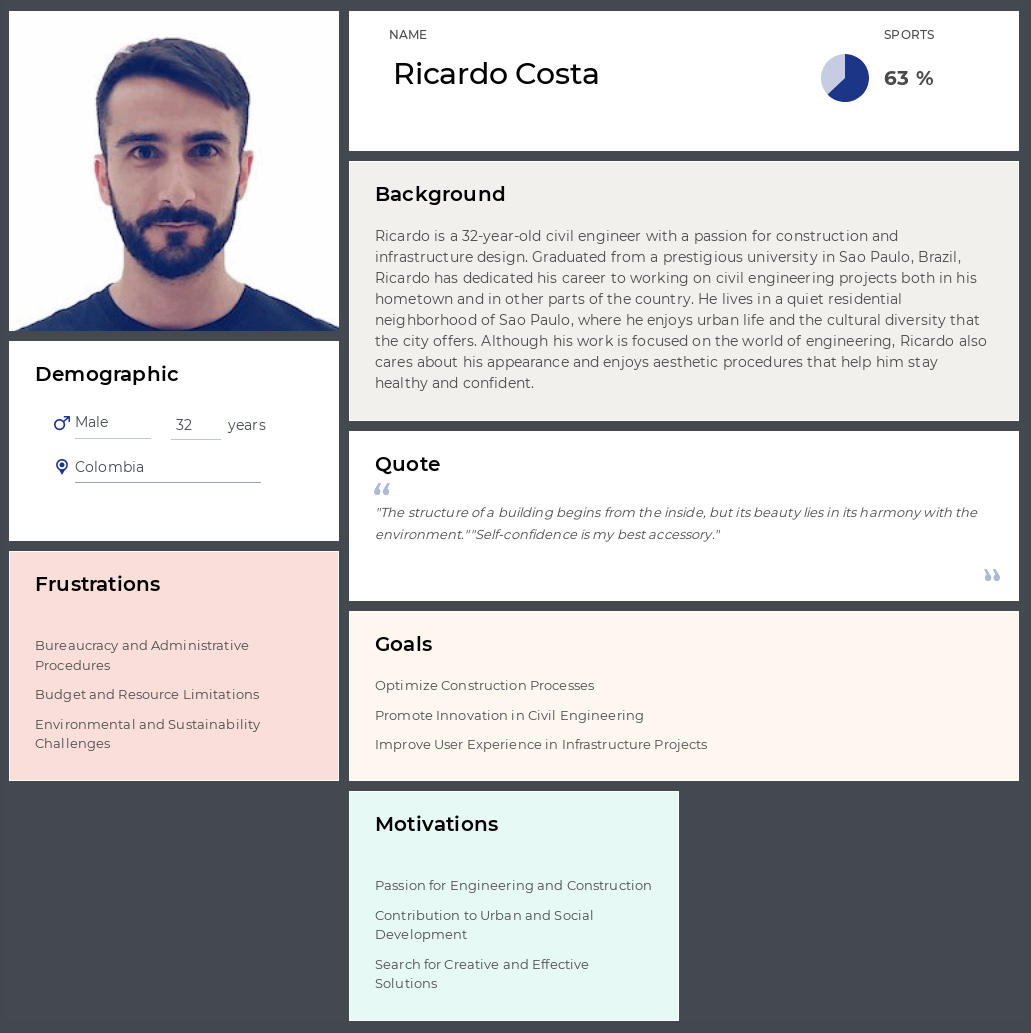 NAME
Ricardo Costa
SPORTS
63 %
Background
Ricardo is a 32-year-old civil engineer with a passion for construction and
infrastructure design. Graduated from a prestigious university in Sao Paulo, Brazil,
Ricardo has dedicated his career to working on civil engineering projects both in his
hometown and in other parts of the country. He lives in a quiet residential
neighborhood of Sao Paulo, where he enjoys urban life and the cultural diversity that
the city offers. Although his work is focused on the world of engineering, Ricardo also
cares about his appearance and enjoys aesthetic procedures that help him stay
healthy and confident.
Demographic
Male 32 years
Colombia
Quote
“
"The structure of a building begins from the inside, but its beauty lies in its harmony with the
environment.""Self-confidence is my best accessory."
”
Frustrations
Bureaucracy and Administrative
Procedures
Budget and Resource Limitations
Environmental and Sustainability
Challenges
Goals
Optimize Construction Processes
Promote Innovation in Civil Engineering
Improve User Experience in Infrastructure Projects
Motivations
Passion for Engineering and Construction
Contribution to Urban and Social
Development
Search for Creative and Effective
Solutions